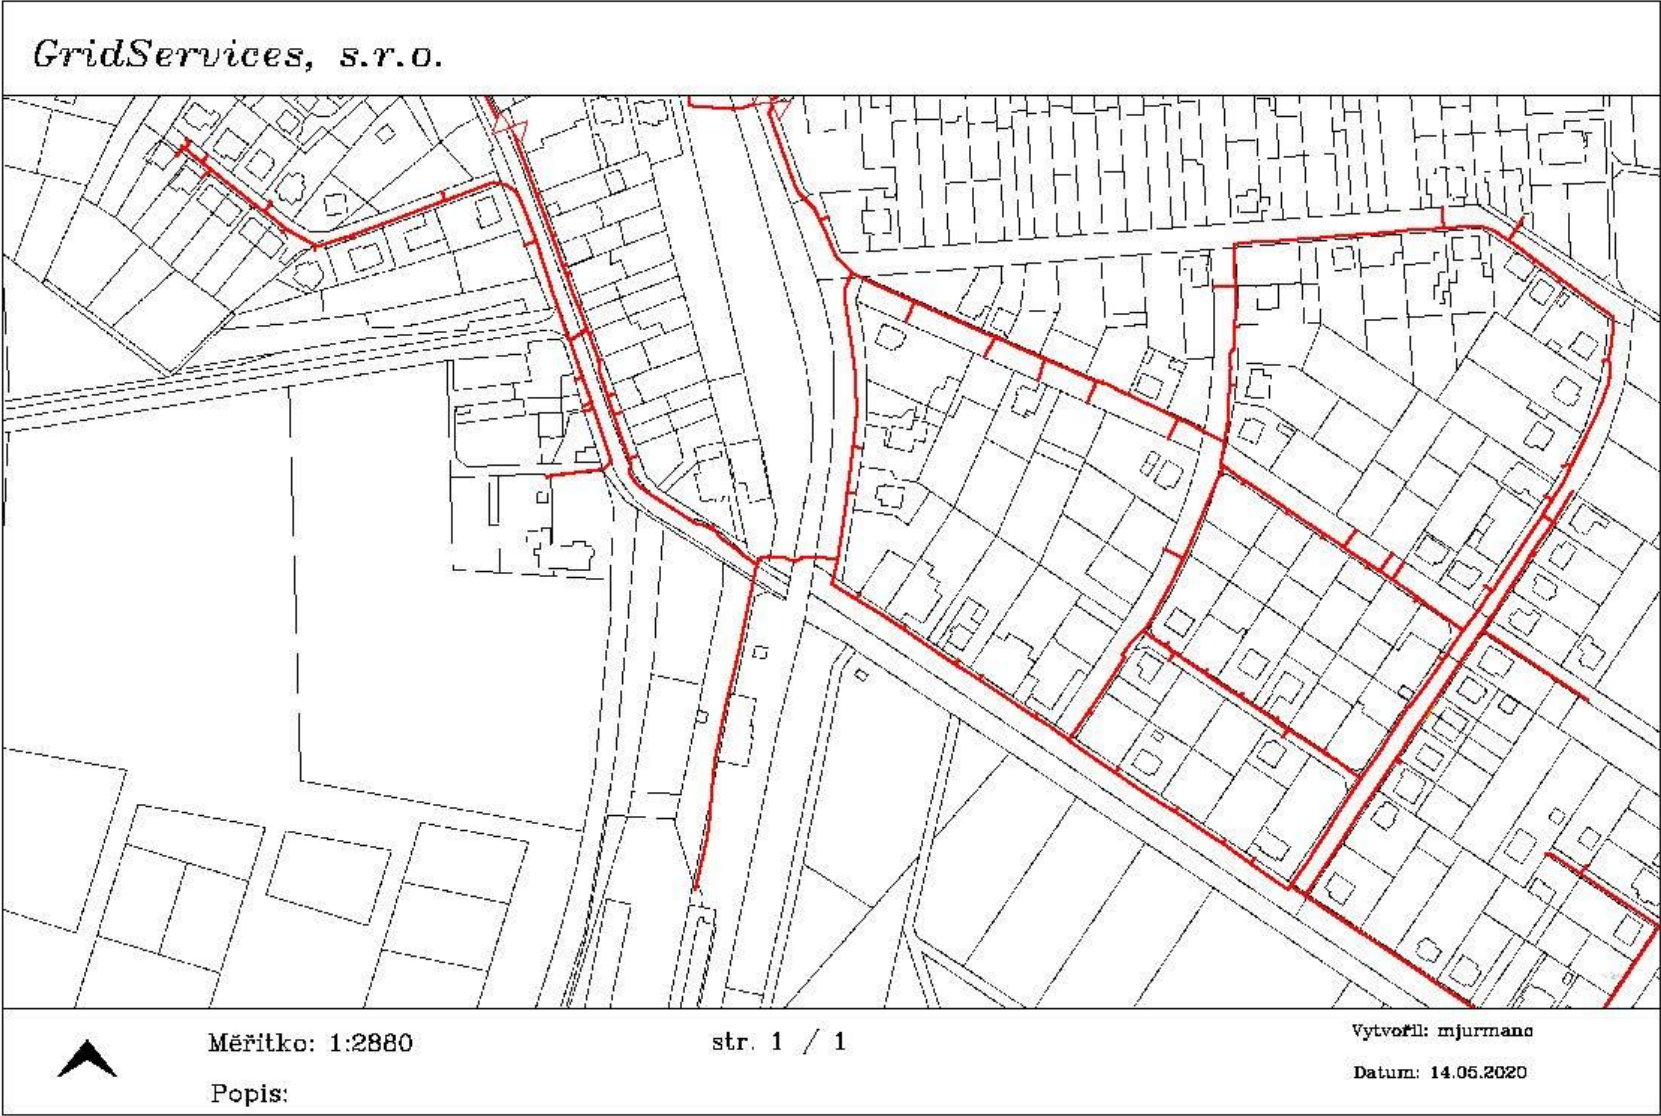 GridServices, s.r.o.
Měřítko: 1:2880
str. 1 / 1
Vytvořil: mjurmano
Datum: 14.05.2020
Popis: